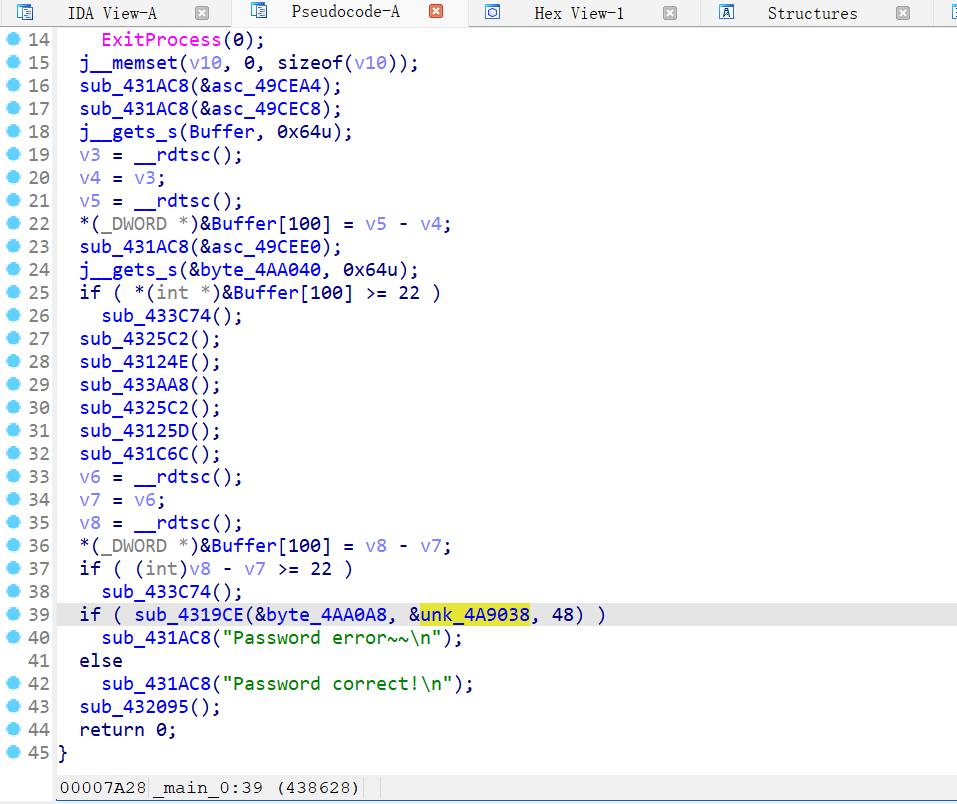 IDA View-A Pseudocode-A Hex View-1 Structures
14 ExitProcess(0);
15 j__memset(v10, 0, sizeof(v10));
16 sub_431AC8(&asc_49CEA4);
17 sub_431AC8(&asc_49CEC8);
18 j__gets_s(Buffer, 0x64u);
19 v3 = __rdtsc();
20 v4 = v3;
21 v5 = __rdtsc();
22 *(_DWORD *)&Buffer[100] = v5 - v4;
23 sub_431AC8(&asc_49CEE0);
24 j__gets_s(&byte_4AA040, 0x64u);
25 if ( *(int *)&Buffer[100] >= 22 )
26 sub_433C74();
27 sub_4325C2();
28 sub_43124E();
29 sub_433AA8();
30 sub_4325C2();
31 sub_43125D();
32 sub_431C6C();
33 v6 = __rdtsc();
34 v7 = v6;
35 v8 = __rdtsc();
36 *(_DWORD *)&Buffer[100] = v8 - v7;
37 if ( (int)v8 - v7 >= 22 )
38 sub_433C74();
39 if ( sub_4319CE(&byte_4AA0A8, &unk_4A9038, 48) )
40 sub_431AC8("Password error~~\n");
41 else
42 sub_431AC8("Password correct!\n");
43 sub_432095();
44 return 0;
45 }
00007A28 _main_0:39 (438628)